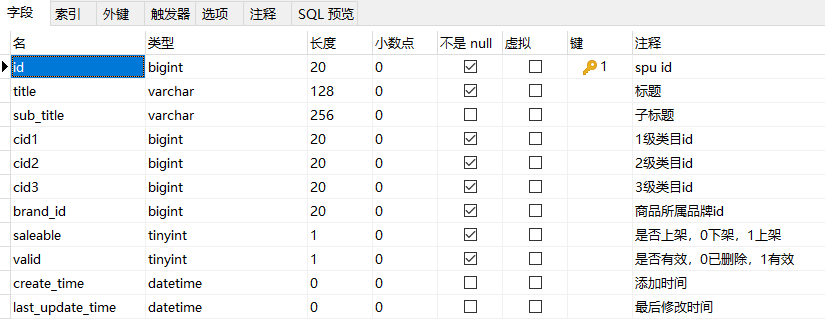 字段 索引 外键 触发器 选项 注释 SQL 预览
名 类型 长度 小数点 不是 null 虚拟 键 注释
id bigint 20 0 1 spu id
title varchar 128 0 标题
sub_title varchar 256 0 子标题
cid1 bigint 20 0 1级类目id
cid2 bigint 20 0 2级类目id
cid3 bigint 20 0 3级类目id
brand_id bigint 20 0 商品所属品牌id
saleable tinyint 1 0 是否上架，0下架，1上架
valid tinyint 1 0 是否有效，0已删除，1有效
create_time datetime 0 0 添加时间
last_update_time datetime 0 0 最后修改时间